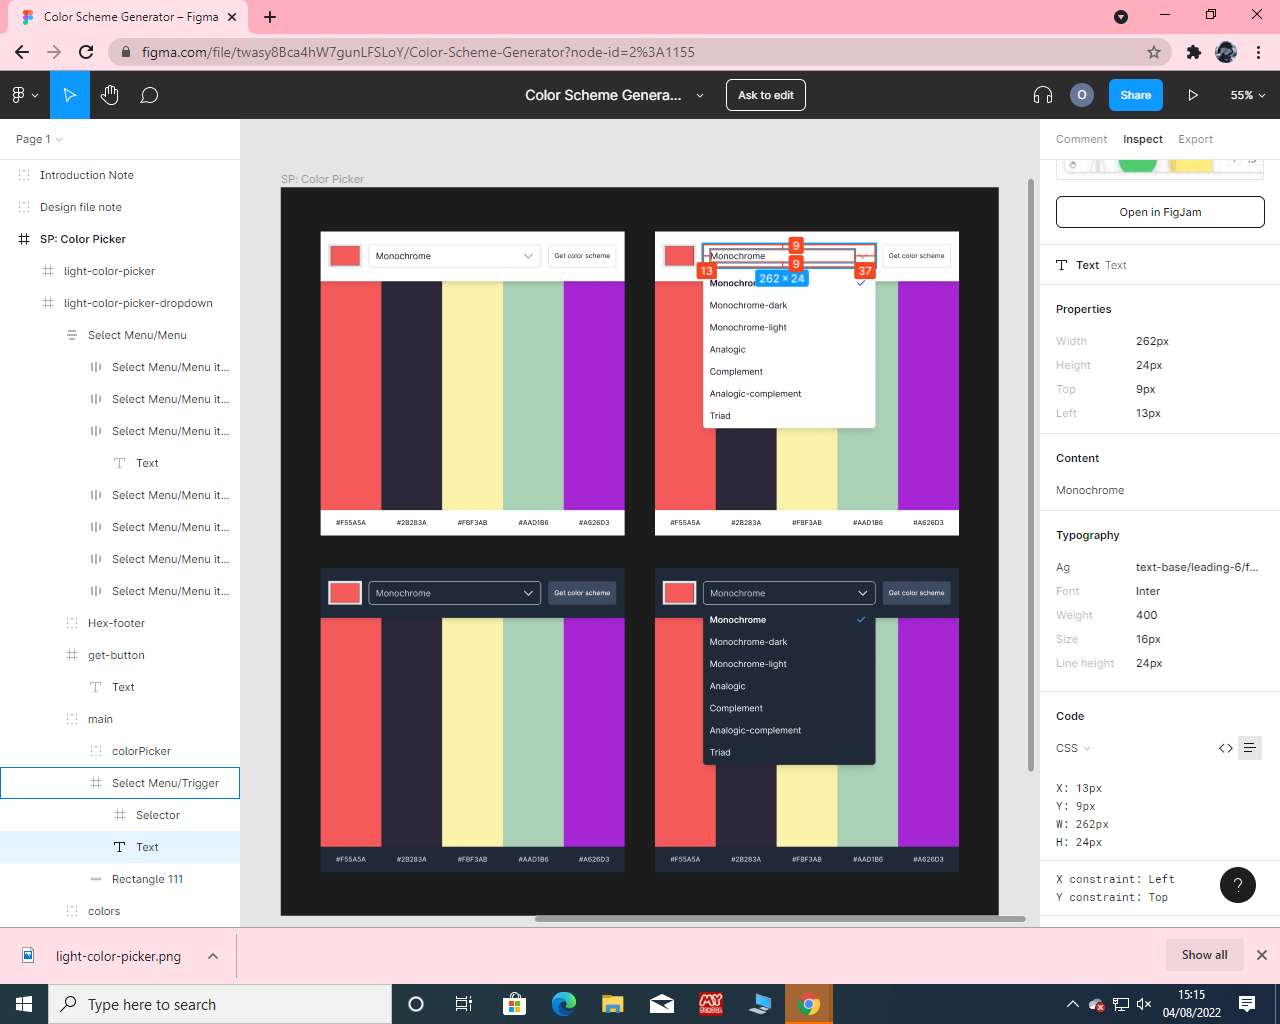 Color Scheme Generator – Figma
figma.com/file/twasy8Bca4hW7gunLFSLoY/Color-Scheme-Generator?node-id=2%3A1155
Color Scheme Genera...
Ask to edit
O
Share
55%
Page 1
Introduction Note
Design file note
SP: Color Picker
light-color-picker
light-color-picker-dropdown
Select Menu/Menu
Select Menu/Menu it...
Select Menu/Menu it...
Select Menu/Menu it...
Text
Select Menu/Menu it...
Select Menu/Menu it...
Select Menu/Menu it...
Select Menu/Menu it...
Hex-footer
get-button
Text
main
colorPicker
Select Menu/Trigger
Selector
Text
Rectangle 111
colors
SP: Color Picker
Monochrome
Get color scheme
#F55A5A
#2B283A
#FBF3AB
#AAD1B6
#A626D3
Monochrome
Get color scheme
9
9
13
37
262 × 24
Monochrom
Monochrome-dark
Monochrome-light
Analogic
Complement
Analogic-complement
Triad
#F55A5A
#2B283A
#FBF3AB
#AAD1B6
#A626D3
Monochrome
Get color scheme
#F55A5A
#2B283A
#FBF3AB
#AAD1B6
#A626D3
Monochrome
Get color scheme
Monochrome
Monochrome-dark
Monochrome-light
Analogic
Complement
Analogic-complement
Triad
#F55A5A
#2B283A
#FBF3AB
#AAD1B6
#A626D3
Comment
Inspect
Export
Open in FigJam
Text Text
Properties
Width 262px
Height 24px
Top 9px
Left 13px
Content
Monochrome
Typography
Ag text-base/leading-6/f...
Font Inter
Weight 400
Size 16px
Line height 24px
Code
CSS
X: 13px
Y: 9px
W: 262px
H: 24px
X constraint: Left
Y constraint: Top
?
light-color-picker.png
Show all
Type here to search
MY
SCHOOL
15:15
04/08/2022